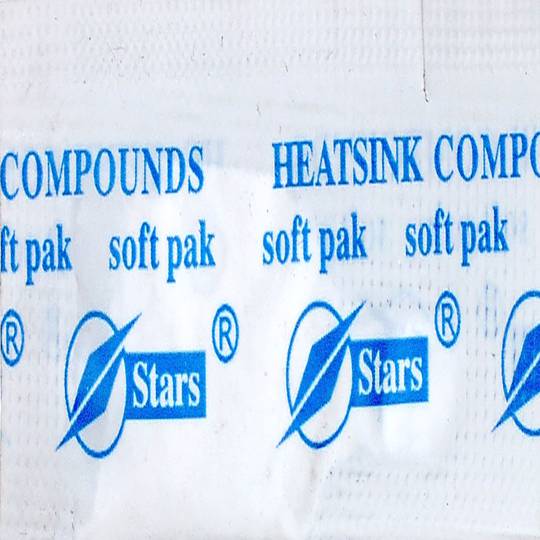 COMPOUNDS HEATSINK COMPO
ft pak soft pak soft pak soft pak
® Stars ® Stars ®